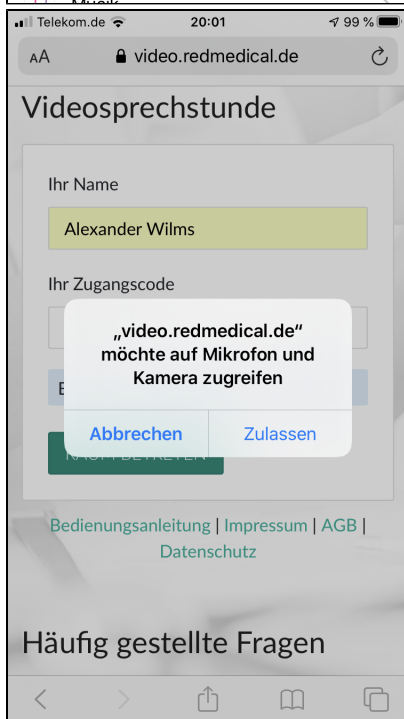 Musik
Telekom.de 20:01 99 %
AA video.redmedical.de
Videosprechstunde
Ihr Name
Alexander Wilms
Ihr Zugangscode
„video.redmedical.de“
möchte auf Mikrofon und
Kamera zugreifen
Abbrechen Zulassen
Bedienungsanleitung | Impressum | AGB |
Datenschutz
Häufig gestellte Fragen